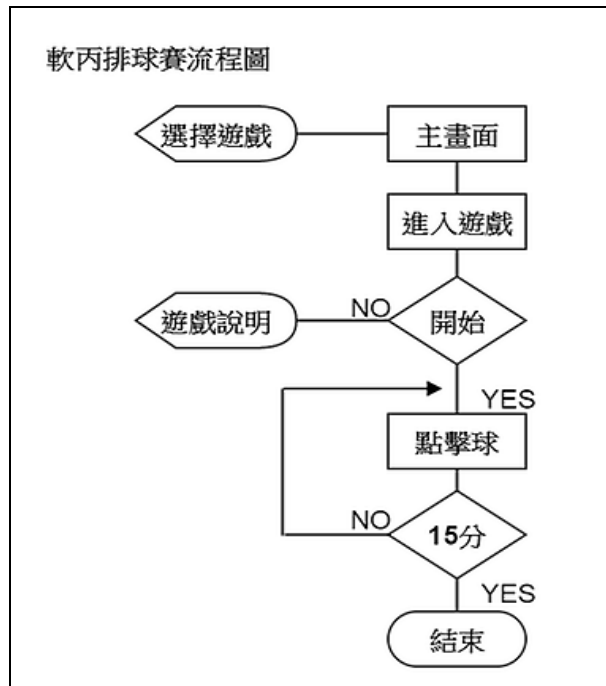 軟丙排球賽流程圖
選擇遊戲
主畫面
進入遊戲
遊戲說明
NO
開始
YES
點擊球
NO
15分
YES
結束